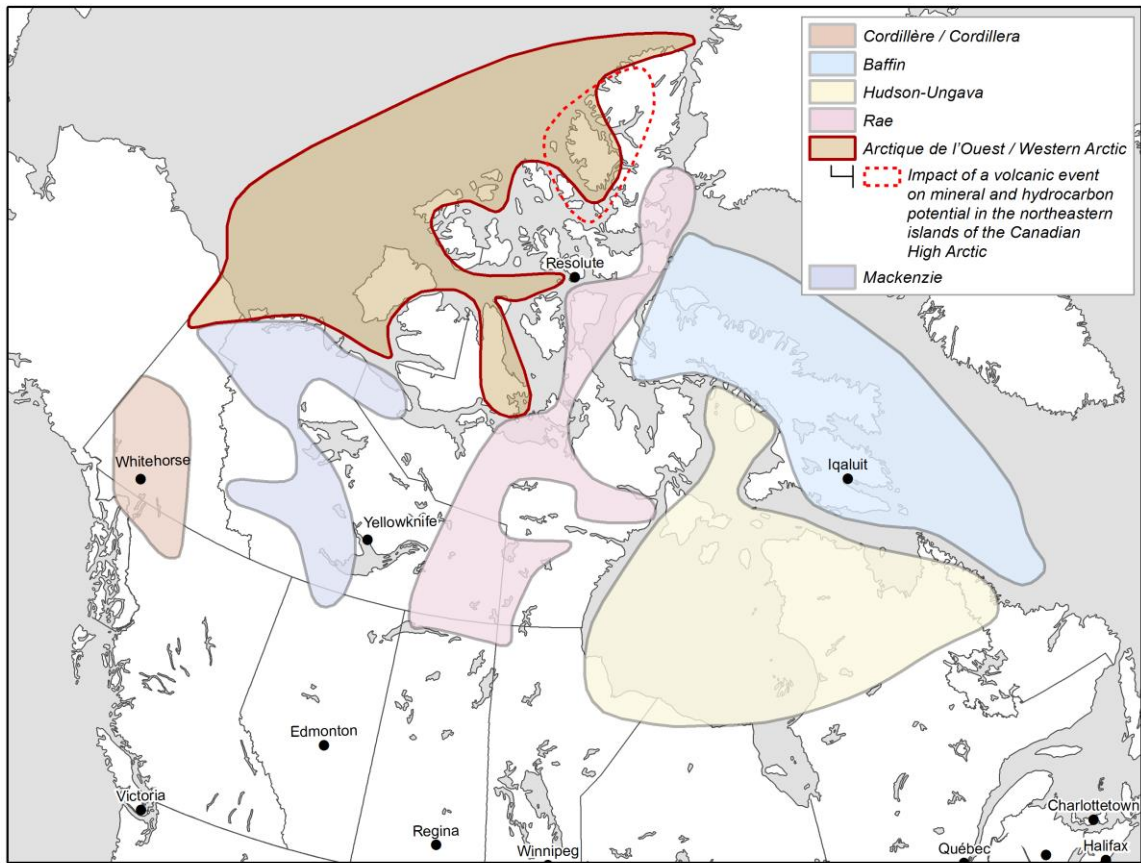 Cordillère / Cordillera
Baffin
Hudson-Ungava
Rae
Arctique de l'Ouest / Western Arctic
Impact of a volcanic event
on mineral and hydrocarbon
potential in the northeastern
islands of the Canadian
High Arctic
Mackenzie
Resolute
Whitehorse
Iqaluit
Yellowknife
Edmonton
Victoria
Regina
Winnipeg
Québec
Charlottetown
Halifax